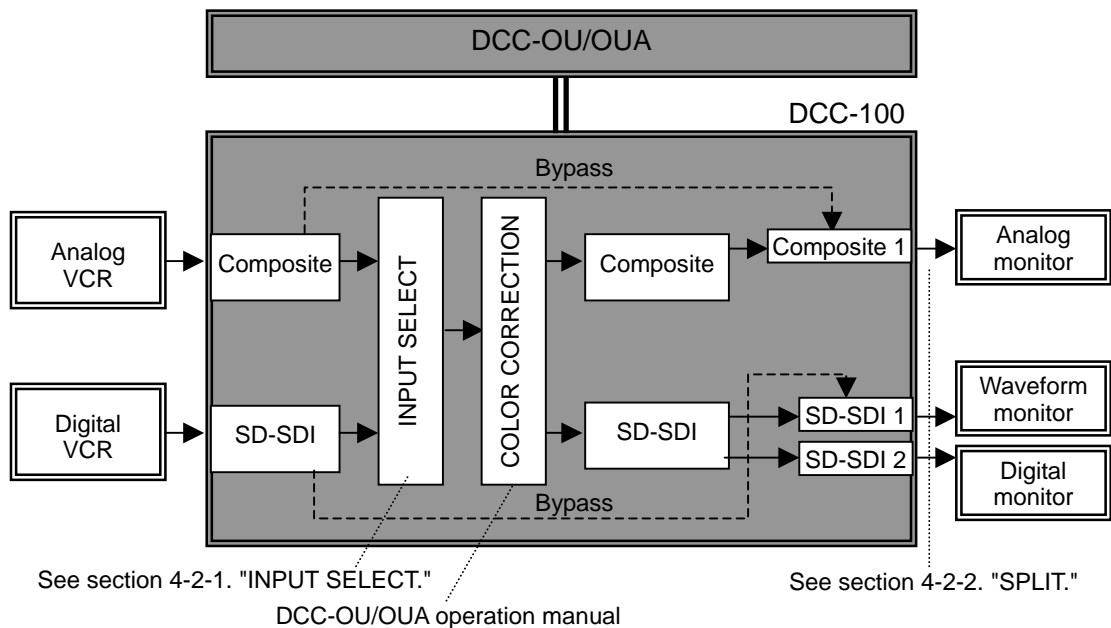 DCC-OU/OUA
DCC-100
Bypass
Analog
VCR
Composite
INPUT SELECT
COLOR CORRECTION
Composite
Composite 1
Analog
monitor
Digital
VCR
SD-SDI
SD-SDI
SD-SDI 1
SD-SDI 2
Waveform
monitor
Digital
monitor
Bypass
See section 4-2-1. "INPUT SELECT."
See section 4-2-2. "SPLIT."
DCC-OU/OUA operation manual